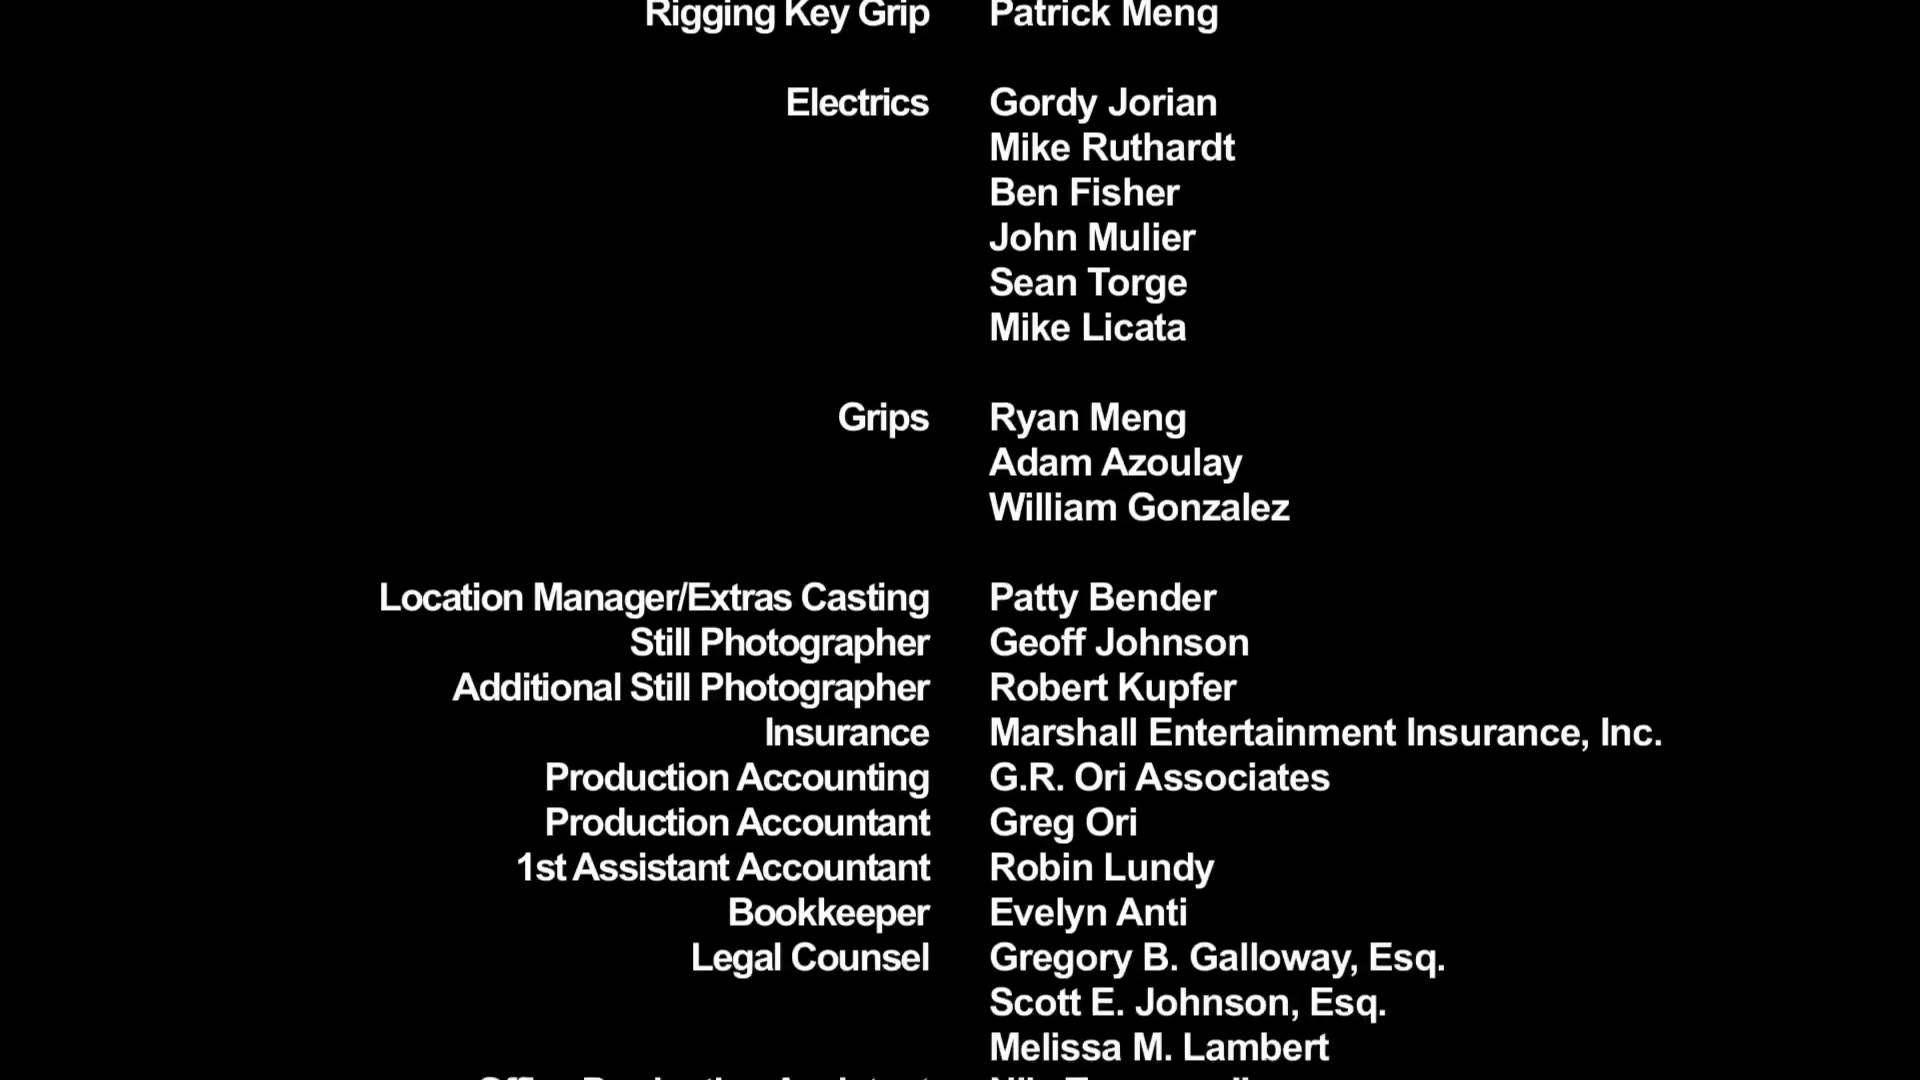 Rigging Key Grip Patrick Meng
Electrics Gordy Jorian
Mike Ruthardt
Ben Fisher
John Mulier
Sean Torge
Mike Licata
Grips Ryan Meng
Adam Azoulay
William Gonzalez
Location Manager/Extras Casting Patty Bender
Still Photographer Geoff Johnson
Additional Still Photographer Robert Kupfer
Insurance Marshall Entertainment Insurance, Inc.
Production Accounting G.R. Ori Associates
Production Accountant Greg Ori
1st Assistant Accountant Robin Lundy
Bookkeeper Evelyn Anti
Legal Counsel Gregory B. Galloway, Esq.
Scott E. Johnson, Esq.
Melissa M. Lambert
Office Production Assistant